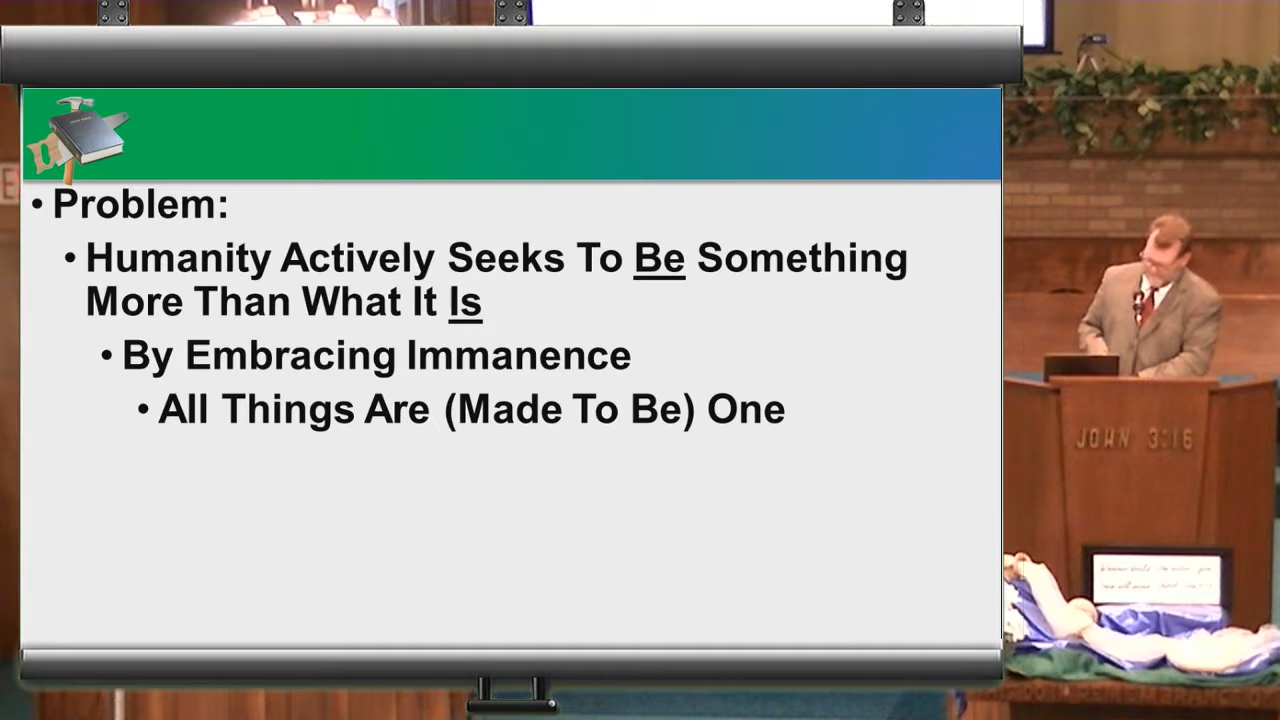 • Problem:
• Humanity Actively Seeks To Be Something
More Than What It Is
• By Embracing Immanence
• All Things Are (Made To Be) One
JOHN 3:16